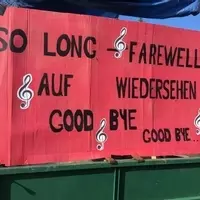 SO LONG - FAREWELL
AUF WIEDERSEHEN
GOOD BYE
GOOD BYE...